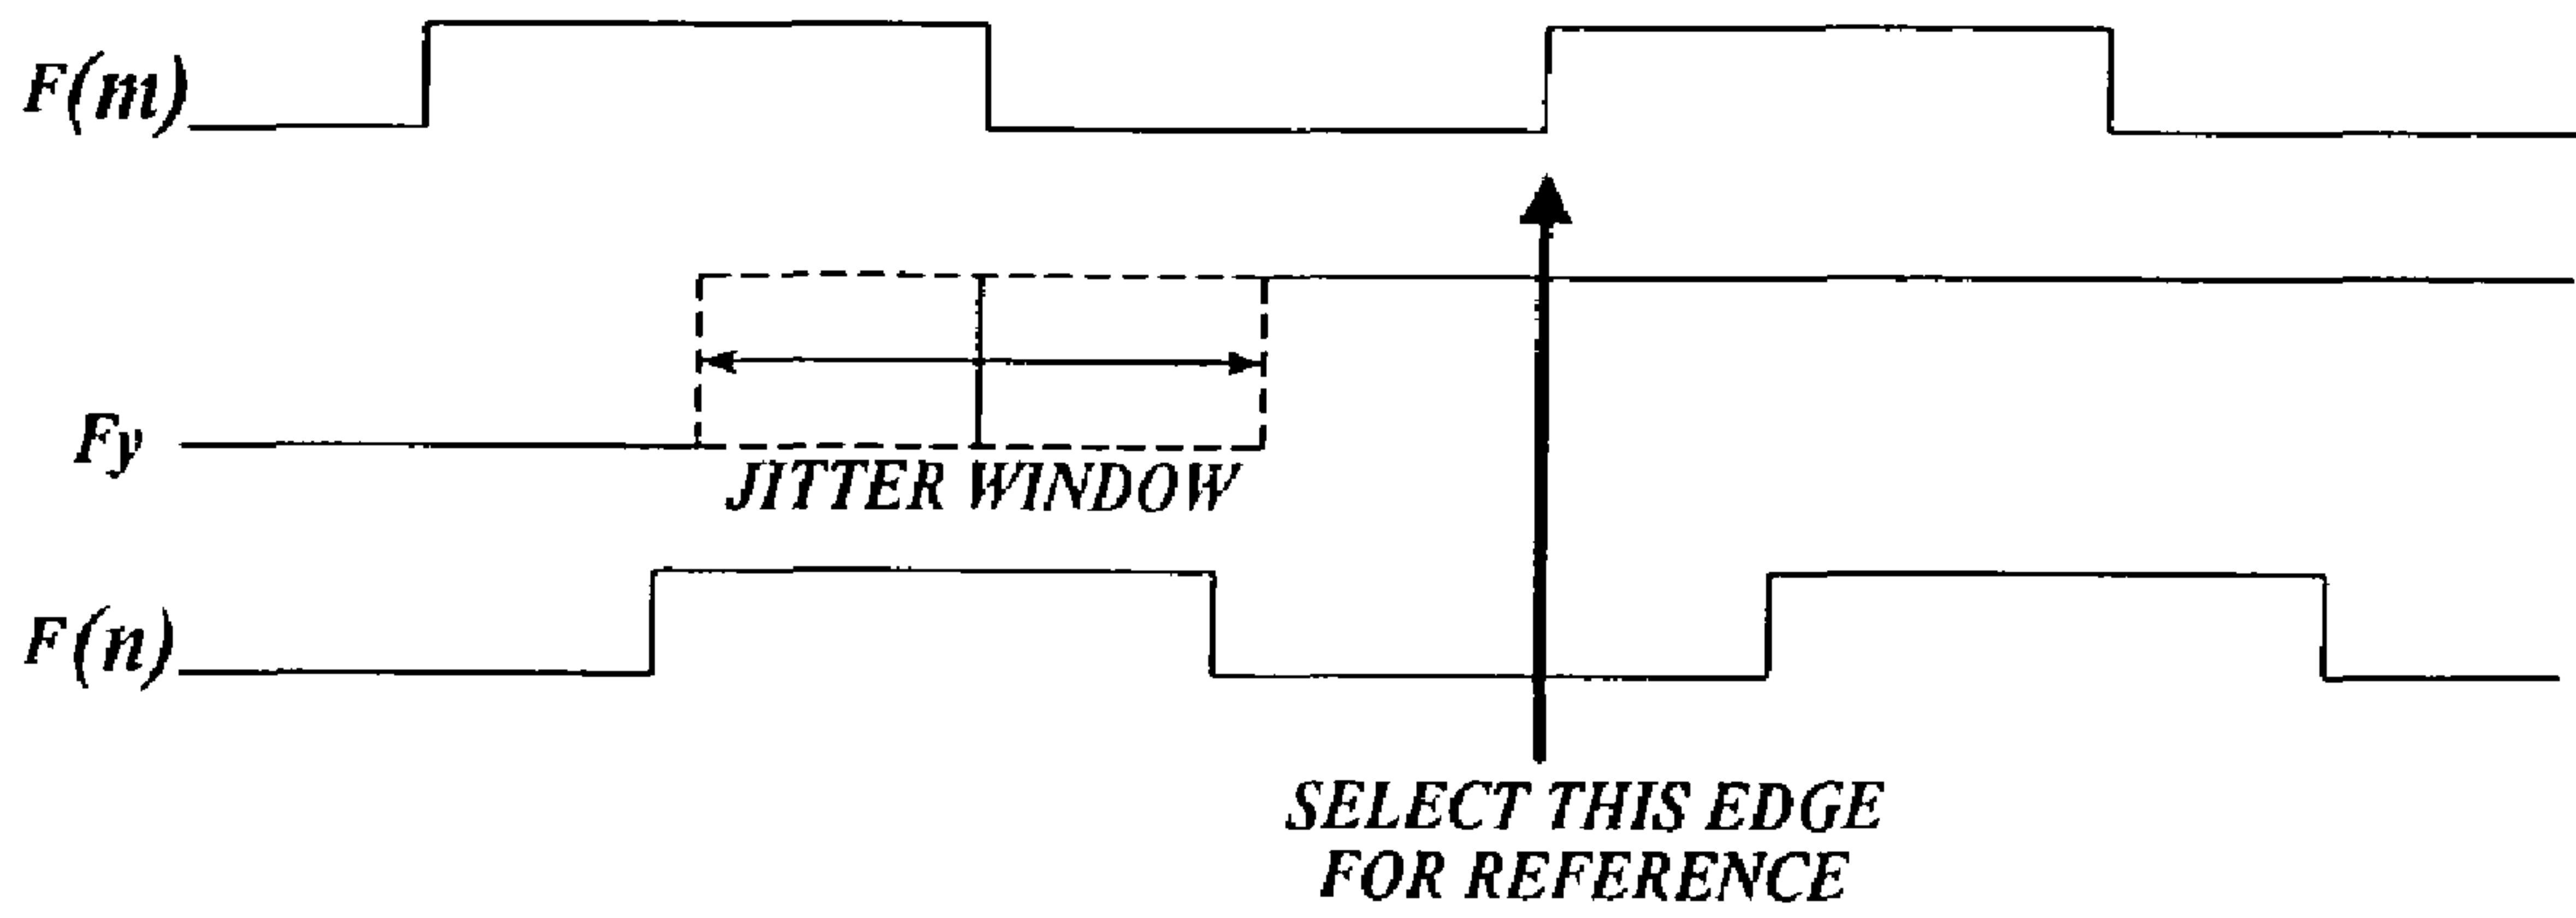 F(m)
Fy
JITTER WINDOW
F(n)
SELECT THIS EDGE
FOR REFERENCE